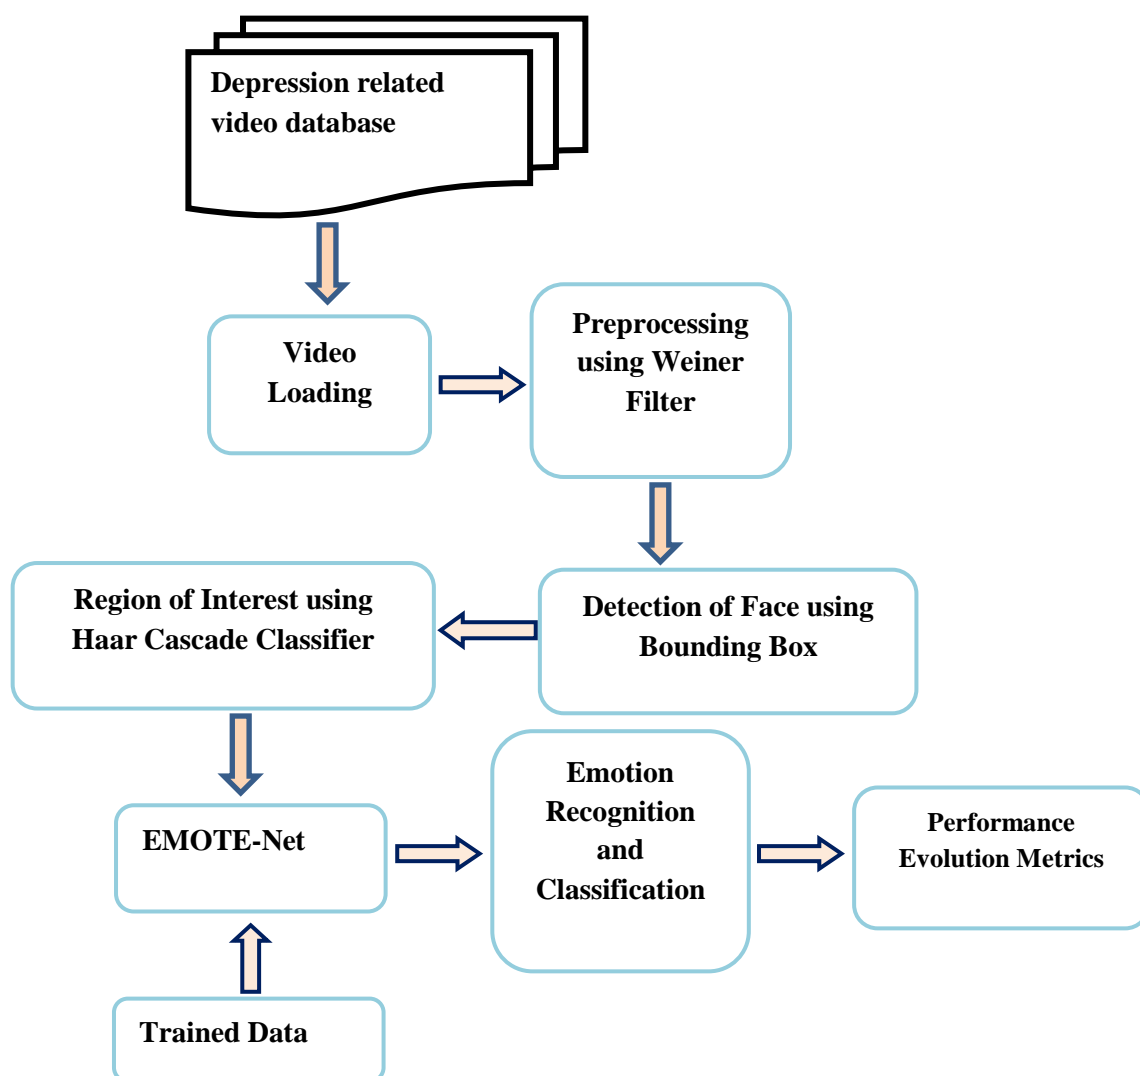 Depression related
video database
Video
Loading
Preprocessing
using Weiner
Filter
Detection of Face using
Bounding Box
Region of Interest using
Haar Cascade Classifier
EMOTE-Net
Emotion
Recognition
and
Classification
Performance
Evolution Metrics
Trained Data